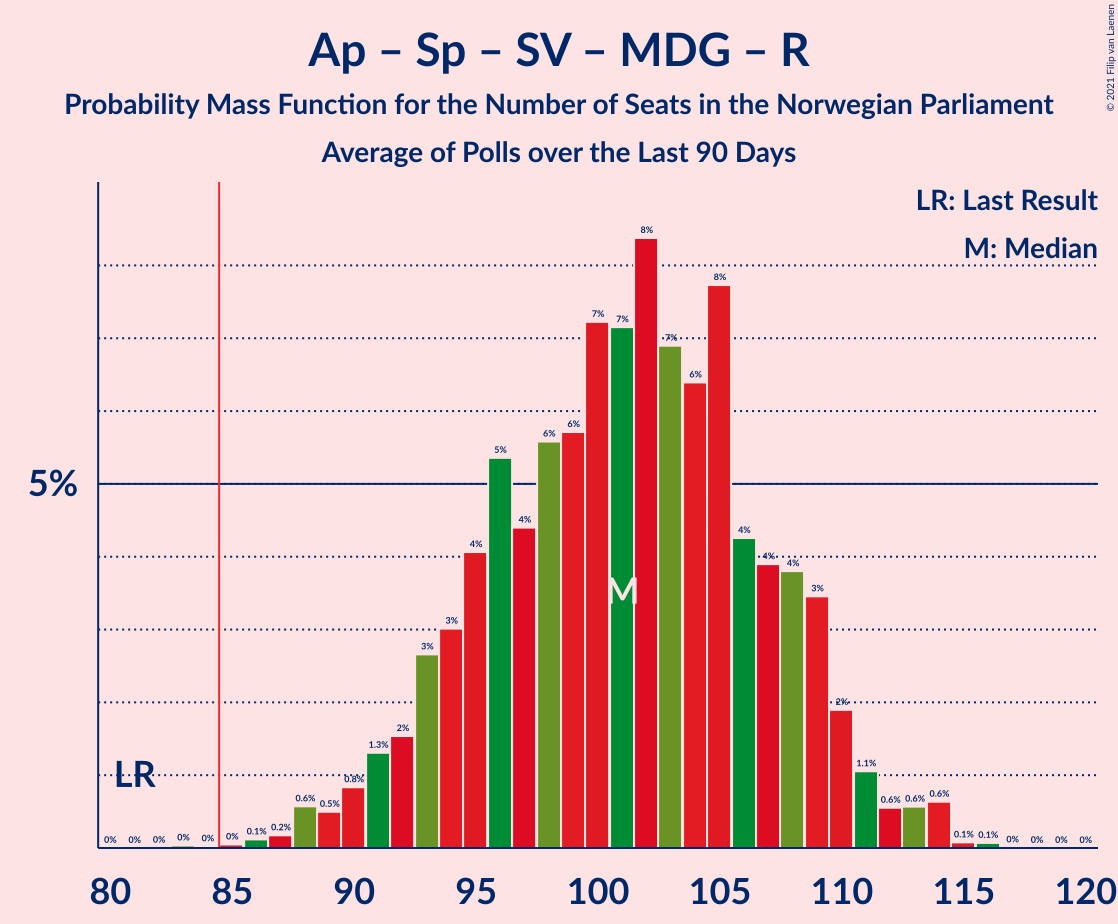 Ap – Sp – SV – MDG – R
Probability Mass Function for the Number of Seats in the Norwegian Parliament
Average of Polls over the Last 90 Days
© 2021 Filip van Laenen
LR: Last Result
M: Median
5%
LR
M
0% 0% 0% 0% 0% 0% 0.1% 0.2% 0.6% 0.5% 0.8% 1.3% 2% 3% 3% 4% 5% 4% 6% 6% 7% 7% 8% 7% 6% 8% 4% 4% 4% 3% 2% 1.1% 0.6% 0.6% 0.6% 0.1% 0.1% 0% 0% 0% 0%
80 85 90 95 100 105 110 115 120